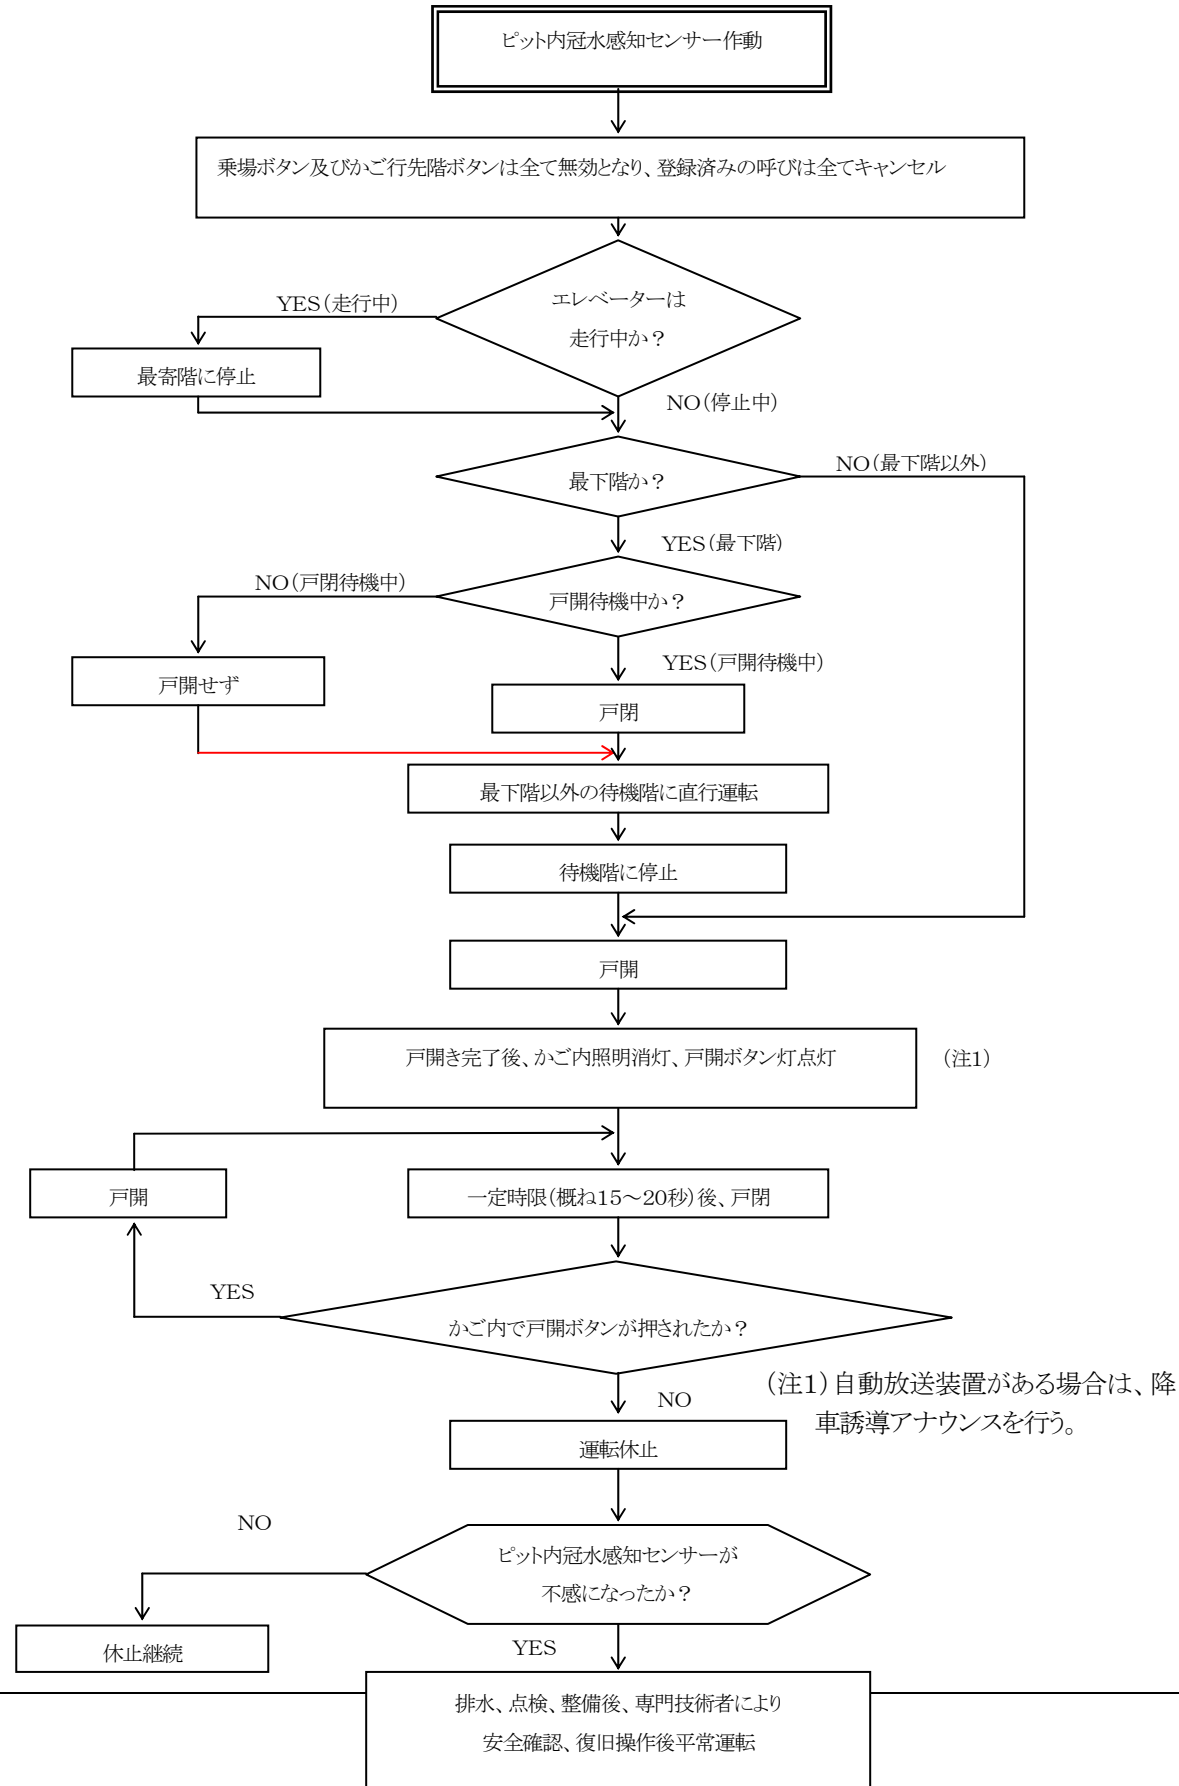 ピット内冠水感知センサー作動
乗場ボタン及びかご行先階ボタンは全て無効となり、登録済みの呼びは全てキャンセル
エレベーターは
走行中か？
YES（走行中）
最寄階に停止
NO（停止中）
最下階か？
NO（最下階以外）
YES（最下階）
戸開待機中か？
NO（戸閉待機中）
戸開せず
YES（戸開待機中）
戸閉
最下階以外の待機階に直行運転
待機階に停止
戸開
戸開き完了後、かご内照明消灯、戸開ボタン灯点灯
（注1）
戸開
一定時限（概ね15～20秒）後、戸閉
YES
かご内で戸開ボタンが押されたか？
NO
（注1）自動放送装置がある場合は、降
車誘導アナウンスを行う。
運転休止
NO
ピット内冠水感知センサーが
不感になったか？
休止継続
YES
排水、点検、整備後、専門技術者により
安全確認、復旧操作後平常運転